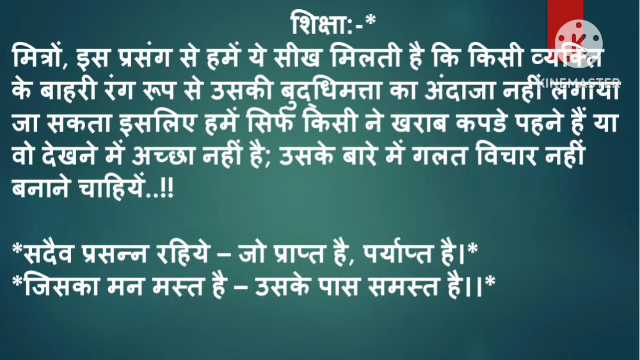 शिक्षा:-*
मित्रों, इस प्रसंग से हमें ये सीख मिलती है कि किसी व्यक्ति
के बाहरी रंग रूप से उसकी बुद्धिमत्ता का अंदाजा नहीं लगाया
जा सकता इसलिए हमें सिर्फ किसी ने खराब कपडे पहने हैं या
वो देखने में अच्छा नहीं है; उसके बारे में गलत विचार नहीं
बनाने चाहियें..!!
*सदैव प्रसन्न रहिये – जो प्राप्त है, पर्याप्त है।*
*जिसका मन मस्त है – उसके पास समस्त है।।*
KINEMASTER